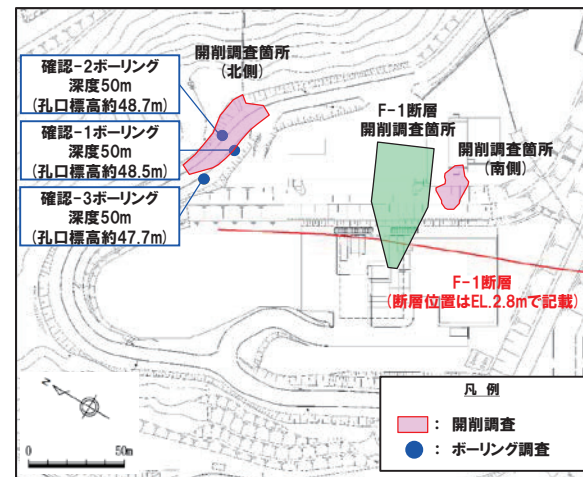 確認-2ボーリング
深度50m
(孔口標高約48.7m)
確認-1ボーリング
深度50m
(孔口標高約48.5m)
確認-3ボーリング
深度50m
(孔口標高約47.7m)
開削調査箇所
(北側)
F-1断層
開削調査箇所
開削調査箇所
(南側)
F-1断層
(断層位置はEL.2.8mで記載)
N
0 50m
凡 例
: 開削調査
: ボーリング調査